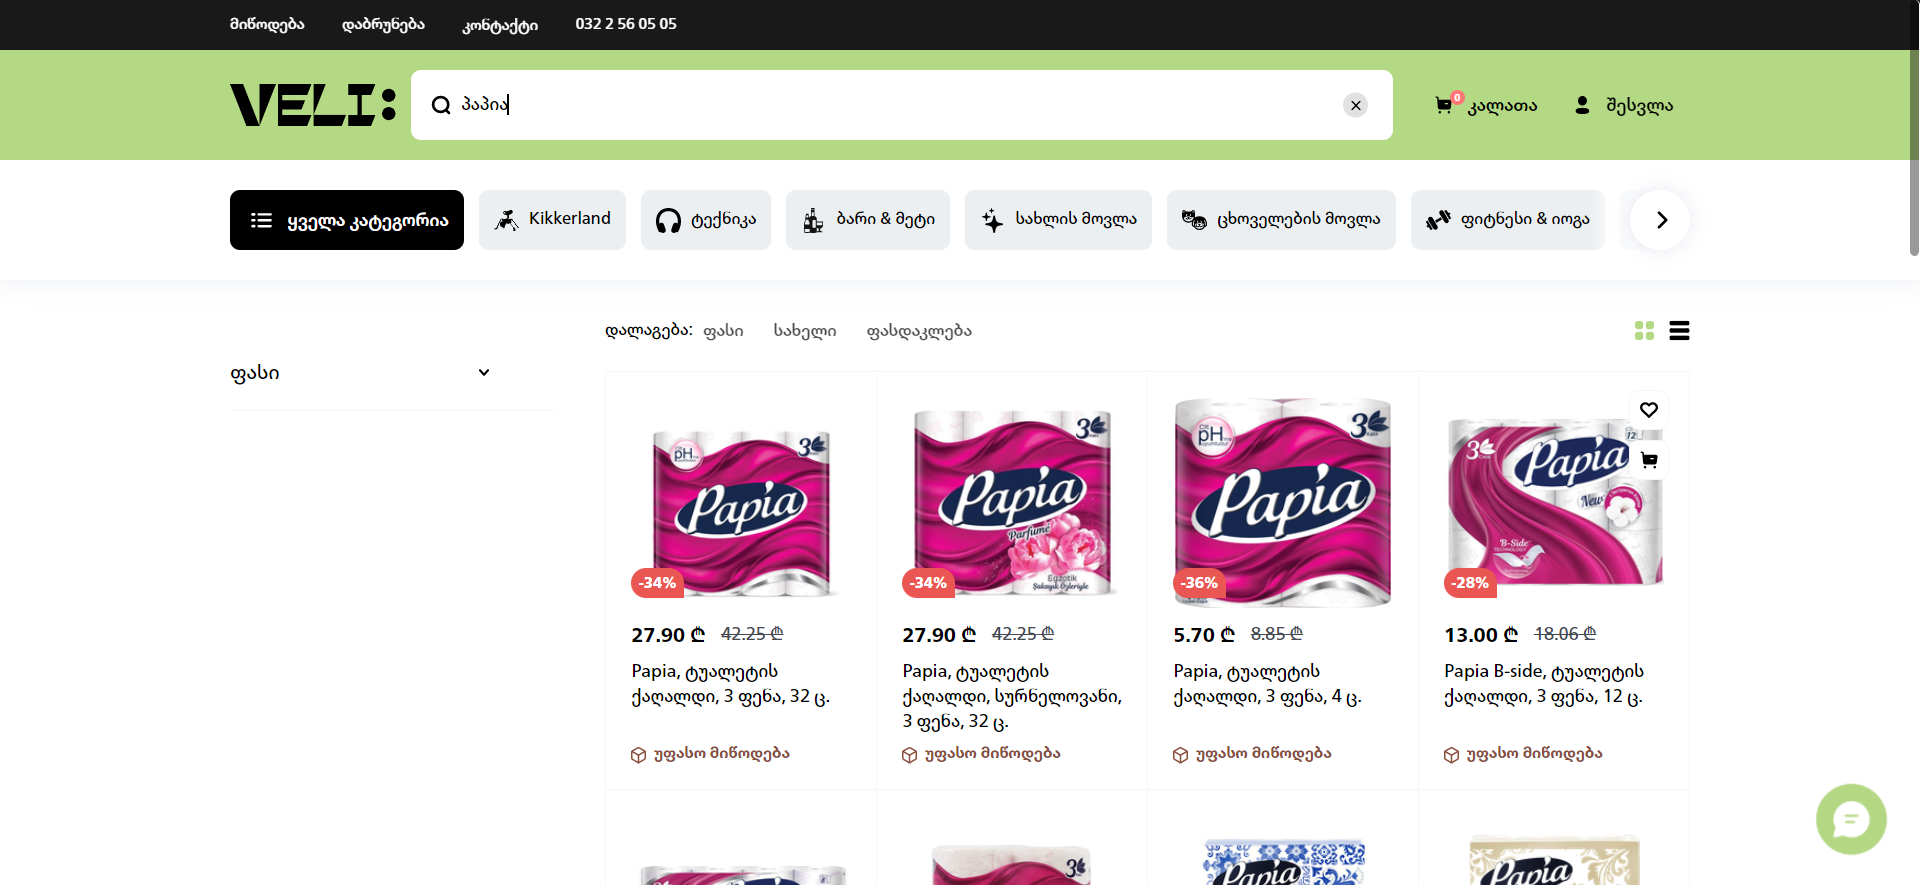 მიწოდება დაბრუნება კონტაქტი 032 2 56 05 05
VELI:
პაპია
0 კალათა შესვლა
ყველა კატეგორია Kikkerland ტექნიკა ბარი & მეტი სახლის მოვლა ცხოველების მოვლა ფიტნესი & იოგა
დალაგება: ფასი სახელი ფასდაკლება
ფასი
pH
3
Papia
-34%
27.90 ₾ 42.25 ₾
Papia, ტუალეტის
ქაღალდი, 3 ფენა, 32 ც.
უფასო მიწოდება
3
Papia
Parfume
Egzotik
Şakayık Özleriyle
-34%
27.90 ₾ 42.25 ₾
Papia, ტუალეტის
ქაღალდი, სურნელოვანი,
3 ფენა, 32 ც.
უფასო მიწოდება
pH
3
Papia
-36%
5.70 ₾ 8.85 ₾
Papia, ტუალეტის
ქაღალდი, 3 ფენა, 4 ც.
უფასო მიწოდება
3
12
Papia
New
B-Side
TECHNOLOGY
-28%
13.00 ₾ 18.06 ₾
Papia B-side, ტუალეტის
ქაღალდი, 3 ფენა, 12 ც.
უფასო მიწოდება
3
Papia
Papia